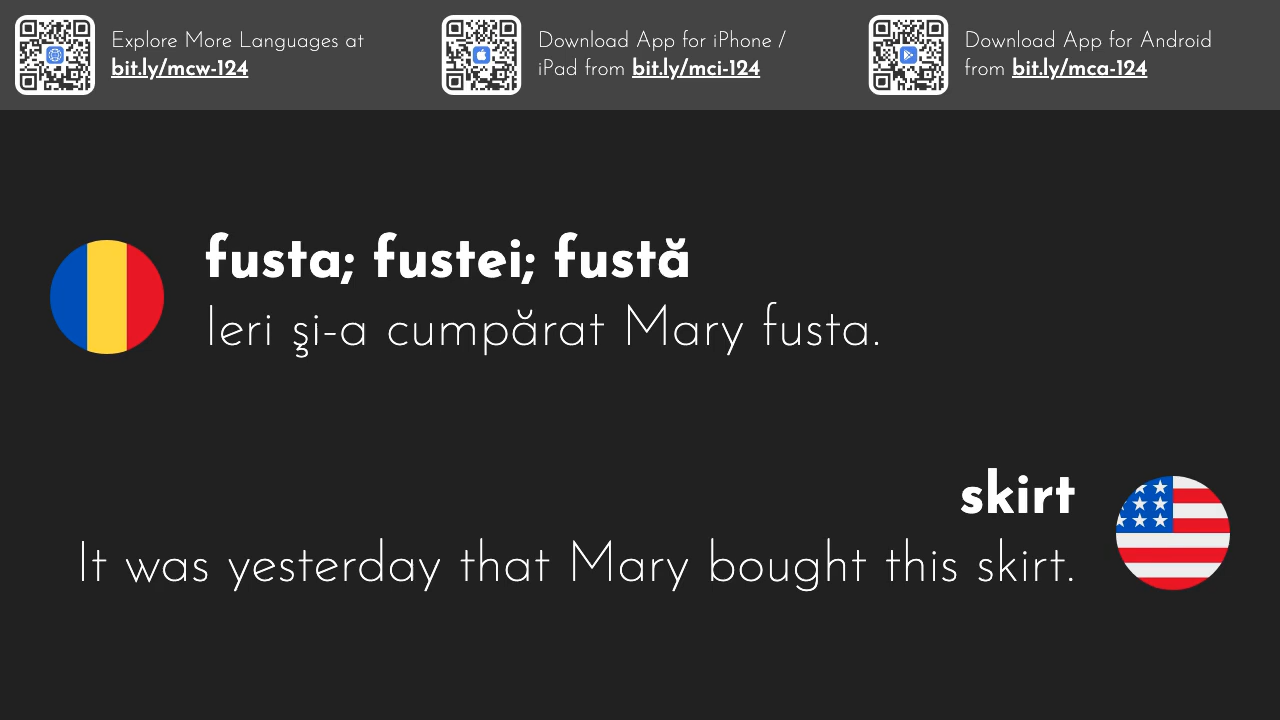 Explore More Languages at
bit.ly/mcw-124
Download App for iPhone /
iPad from bit.ly/mci-124
Download App for Android
from bit.ly/mca-124
fusta; fustei; fustă
Ieri şi-a cumpărat Mary fusta.
skirt
It was yesterday that Mary bought this skirt.